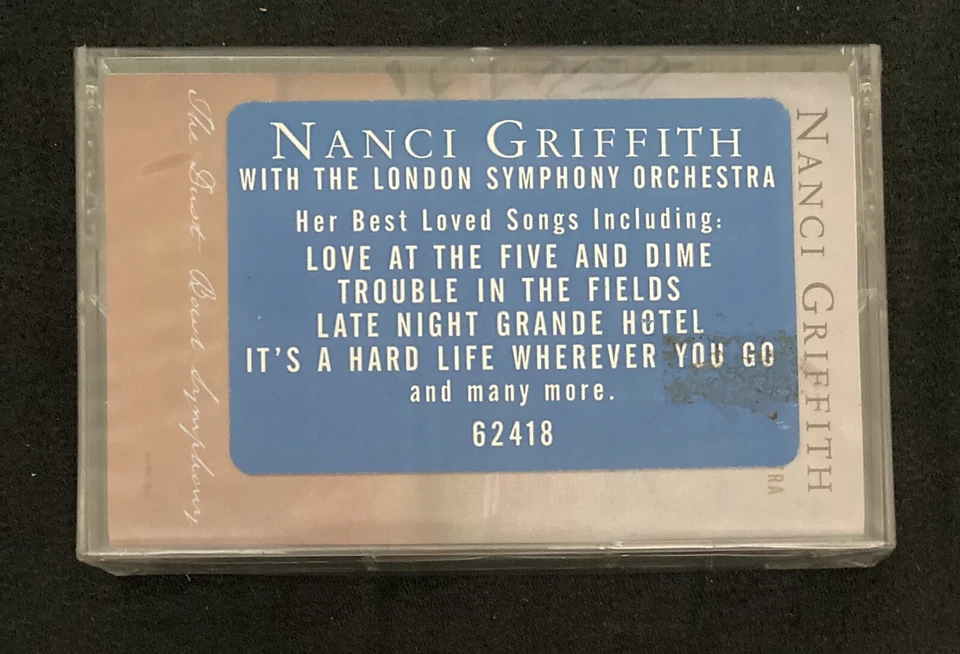 NANCI GRIFFITH
WITH THE LONDON SYMPHONY ORCHESTRA
Her Best Loved Songs Including:
LOVE AT THE FIVE AND DIME
TROUBLE IN THE FIELDS
LATE NIGHT GRANDE HOTEL
IT'S A HARD LIFE WHEREVER YOU GO
and many more.
62418
NANCI GRIFFITH
RA
The Dust Bowl Symphony